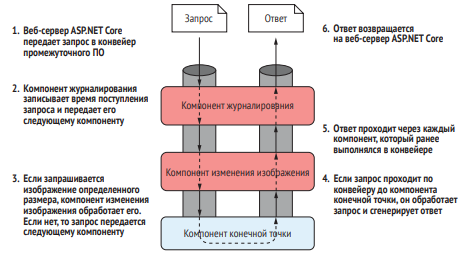 Запрос
Ответ
1. Веб-сервер ASP.NET Core
передает запрос в конвейер
промежуточного ПО
6. Ответ возвращается
на веб-сервер ASP.NET Core
2. Компонент журналирования
записывает время поступления
запроса и передает его
следующему компоненту
Компонент журналирования
5. Ответ проходит через каждый
компонент, который ранее
выполнялся в конвейере
3. Если запрашивается
изображение определенного
размера, компонент изменения
изображения обработает его.
Если нет, то запрос передается
следующему компоненту
Компонент изменения изображения
4. Если запрос проходит по
конвейеру до компонента
конечной точки, он обработает
запрос и сгенерирует ответ
Компонент конечной точки